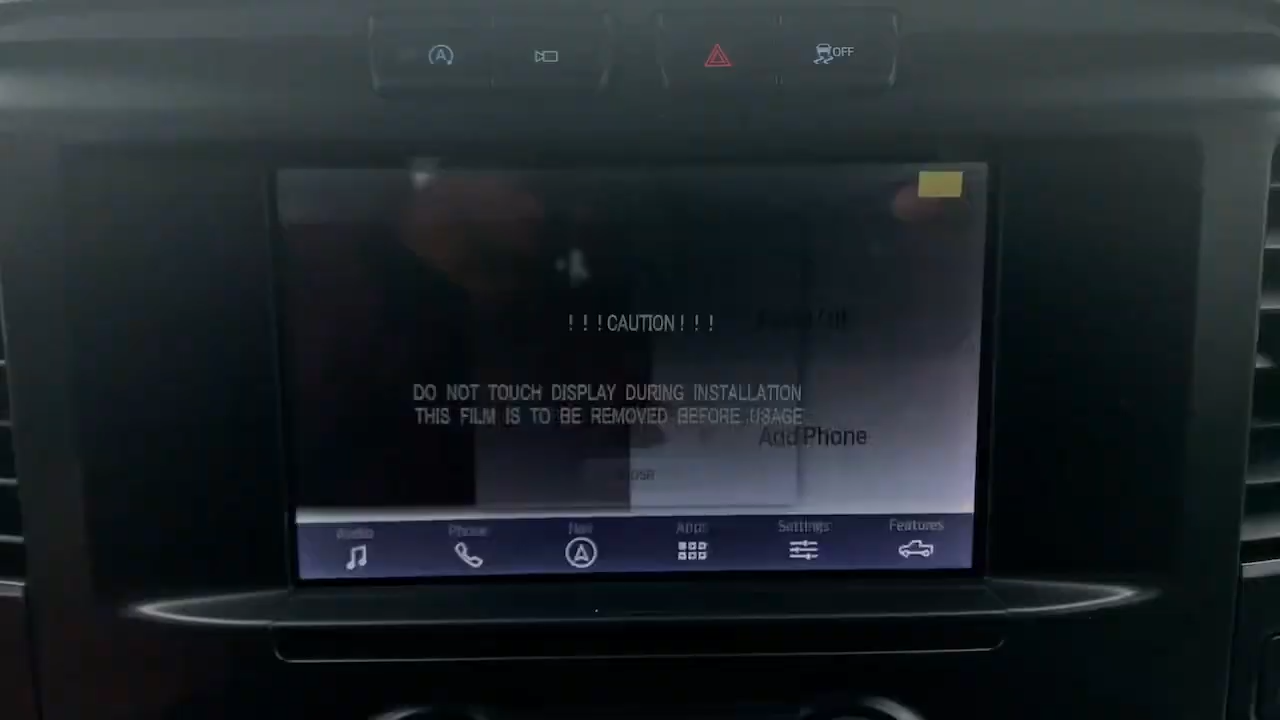 A
OFF
! ! ! CAUTION ! ! !
DO NOT TOUCH DISPLAY DURING INSTALLATION
THIS FILM IS TO BE REMOVED BEFORE USAGE
Add Phone
Audio Phone Nav Apps Settings Features